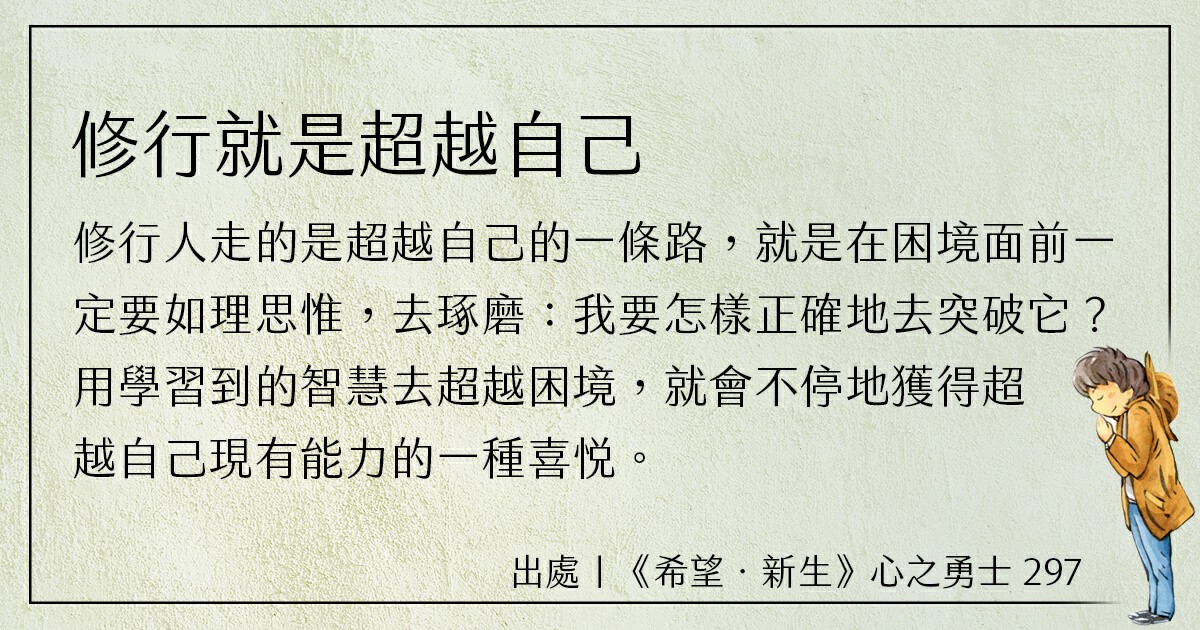 修行就是超越自己
修行人走的是超越自己的一條路，就是在困境面前一
定要如理思惟，去琢磨：我要怎樣正確地去突破它？
用學習到的智慧去超越困境，就會不停地獲得超
越自己現有能力的一種喜悅。
出處｜《希望．新生》心之勇士 297